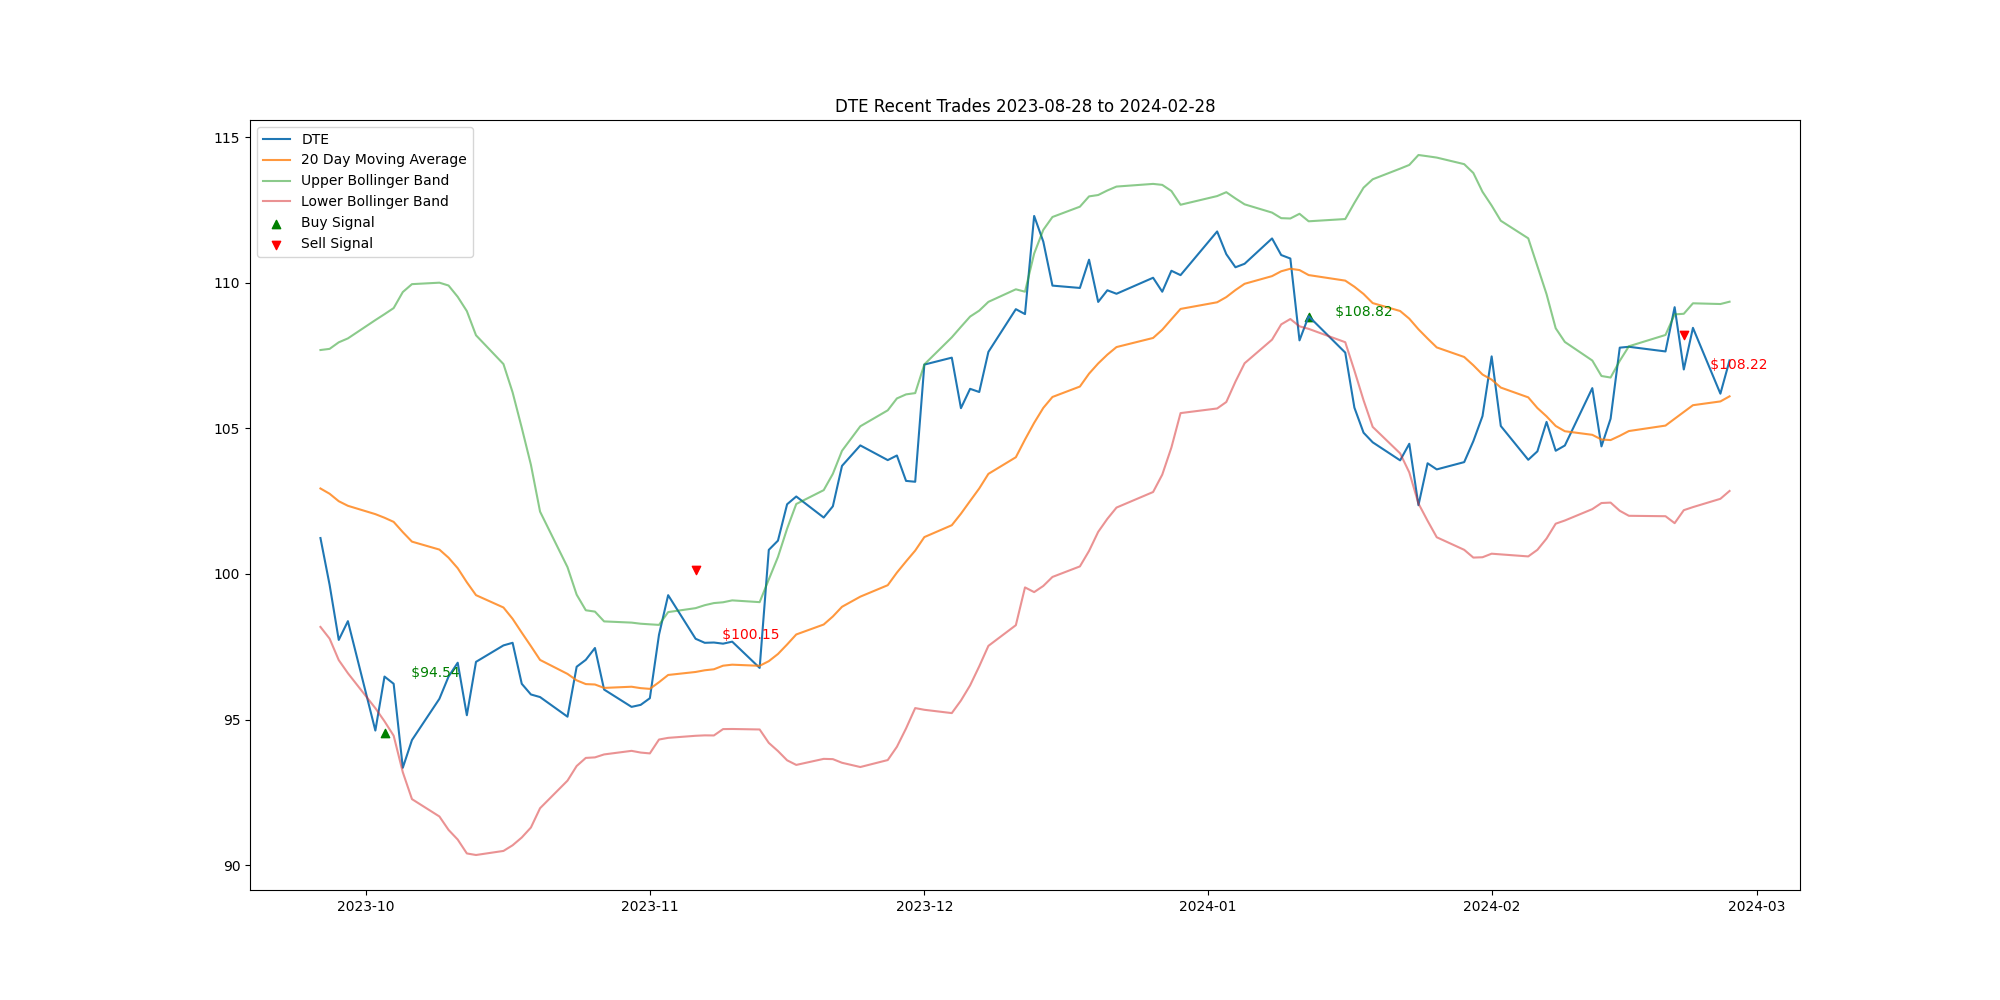 DTE Recent Trades 2023-08-28 to 2024-02-28
115
110
105
100
95
90
DTE
20 Day Moving Average
Upper Bollinger Band
Lower Bollinger Band
Buy Signal
Sell Signal
$94.54
$100.15
$108.82
$108.22
2023-10
2023-11
2023-12
2024-01
2024-02
2024-03